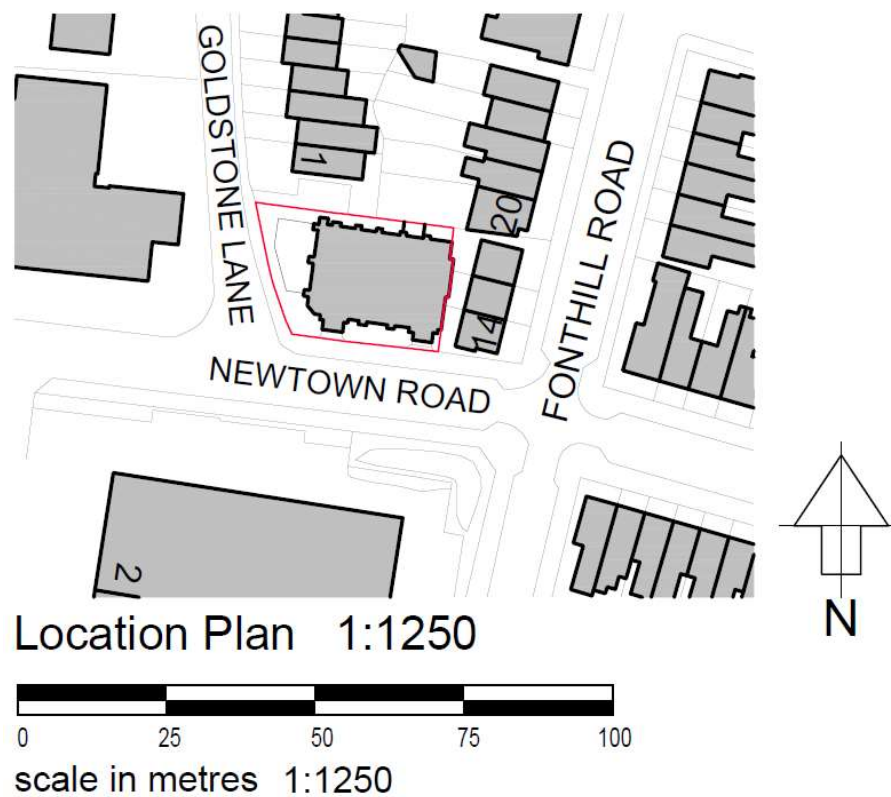 GOLDSTONE LANE
1
20
FONTHILL ROAD
14
NEWTOWN ROAD
2
N
Location Plan 1:1250
0 25 50 75 100
scale in metres 1:1250